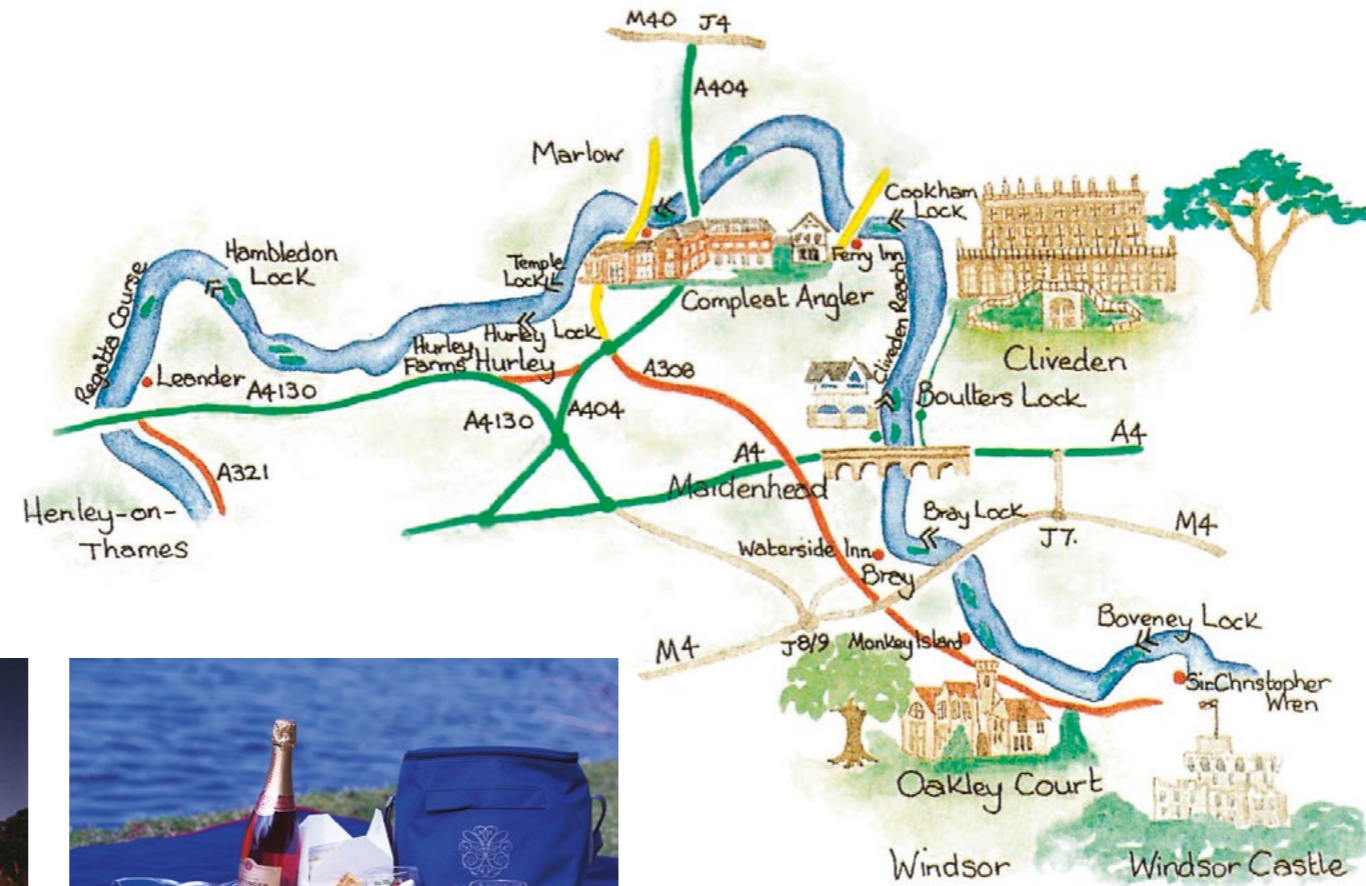 M40 J4
A404
Marlow
Cookham
Lock
Hambledon
Lock
Temple
Lock
Ferry Inn
Regatta Course
Compleat Angler
Cliveden Reach
Hurley Lock
Hurley
Farms
Hurley
Cliveden
Leander
A4130
A308
Boulters Lock
A4130
A404
A4
A4
A321
Maidenhead
Henley-on-
Thames
Bray Lock
M4
J7.
Waterside Inn
Bray
Boveney Lock
M4
J8/9
Monkey Island
Sir Christopher
Wren
Oakley Court
Windsor
Windsor Castle